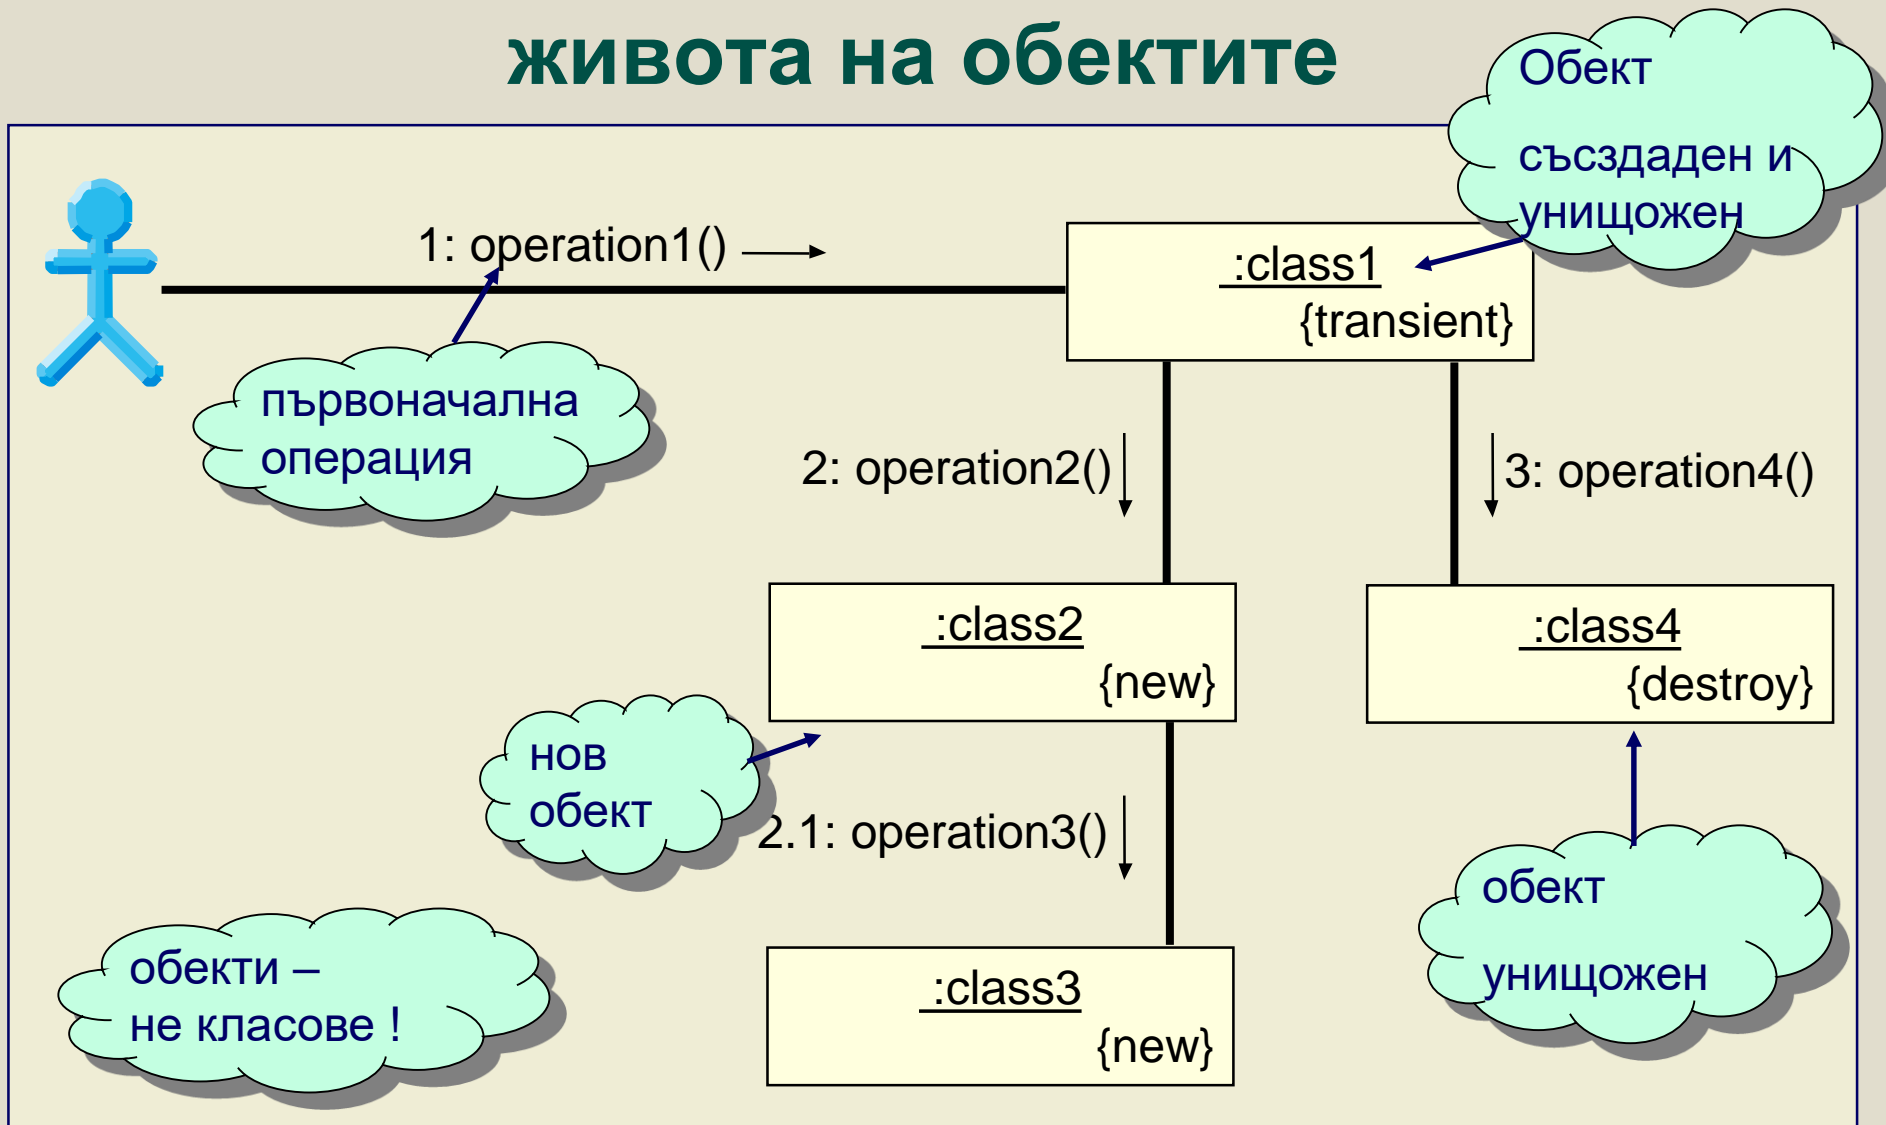 живота на обектите
Обект
съсздаден и
унищожен
1: operation1()
:class1
{transient}
първоначална
операция
2: operation2()
3: operation4()
:class2
{new}
:class4
{destroy}
нов
обект
2.1: operation3()
обект
унищожен
обекти –
не класове !
:class3
{new}